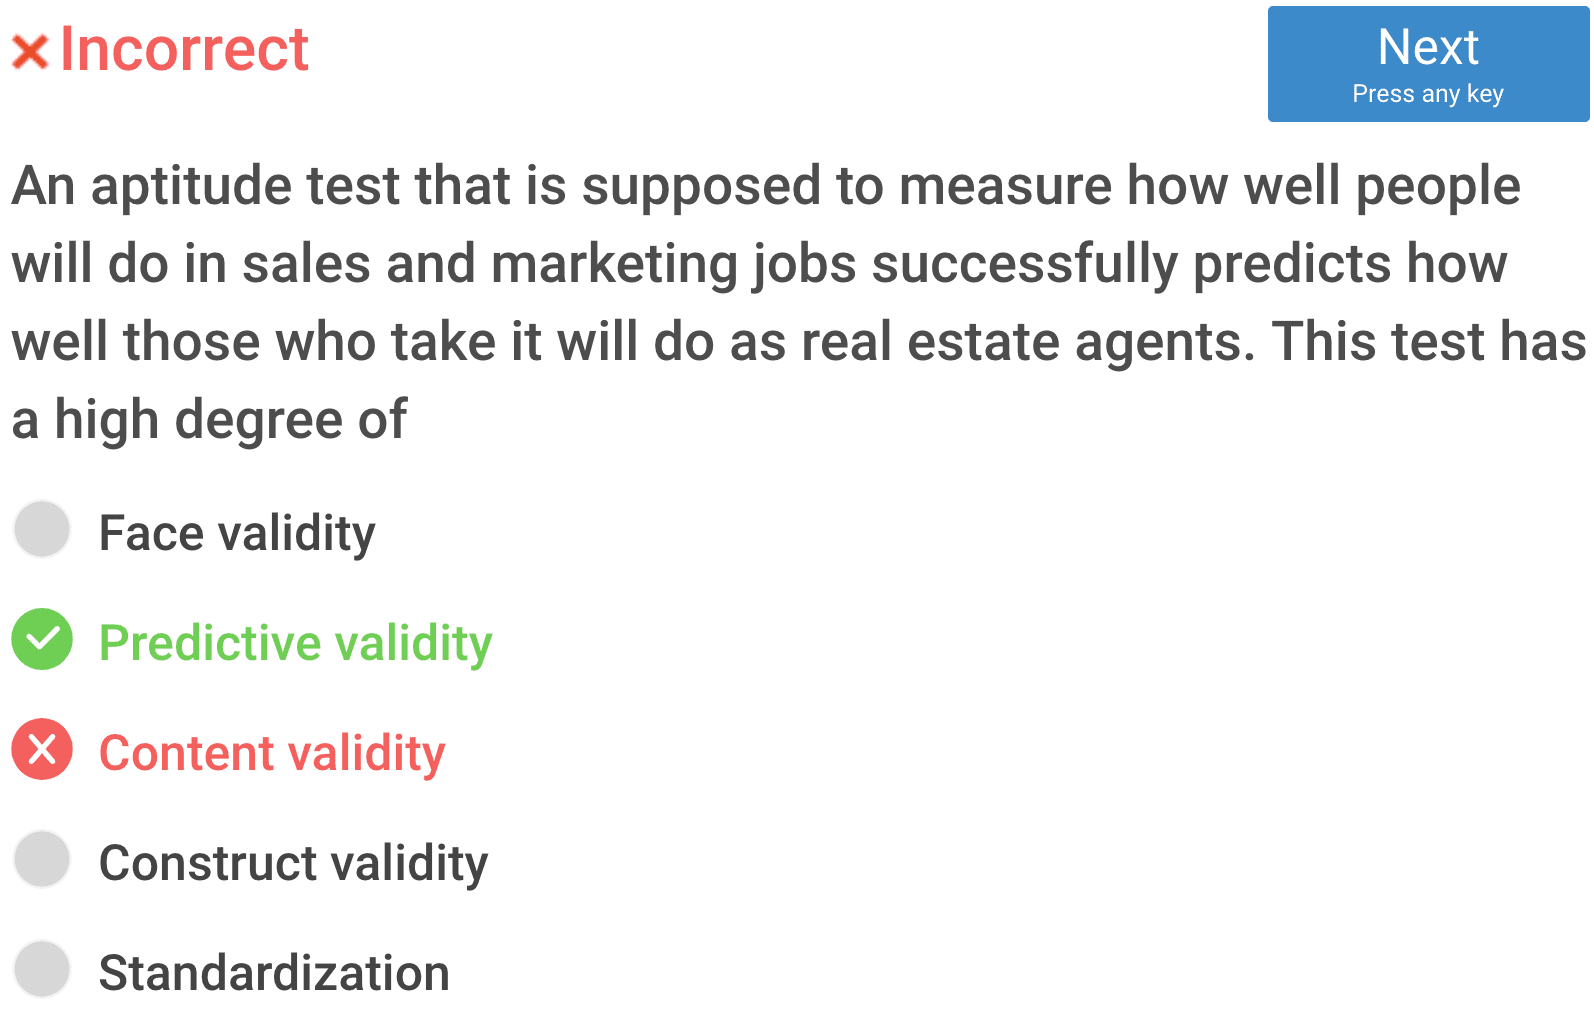 Incorrect
Next
Press any key
An aptitude test that is supposed to measure how well people
will do in sales and marketing jobs successfully predicts how
well those who take it will do as real estate agents. This test has
a high degree of
Face validity
Predictive validity
Content validity
Construct validity
Standardization